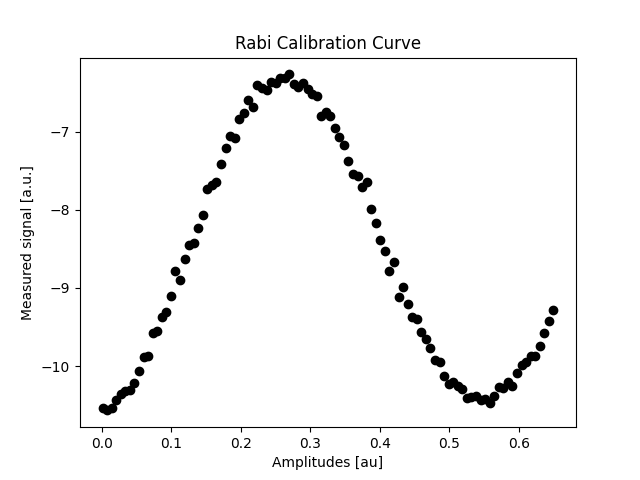 Rabi Calibration Curve
Measured signal [a.u.]
−7
−8
−9
−10
0.0 0.1 0.2 0.3 0.4 0.5 0.6
Amplitudes [au]